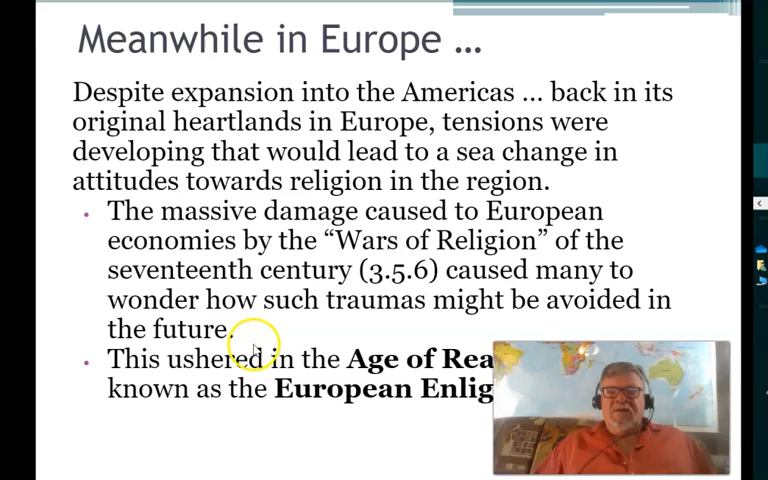 Meanwhile in Europe ...
Despite expansion into the Americas ... back in its
original heartlands in Europe, tensions were
developing that would lead to a sea change in
attitudes towards religion in the region.
• The massive damage caused to European
economies by the “Wars of Religion” of the
seventeenth century (3.5.6) caused many to
wonder how such traumas might be avoided in
the future.
• This ushered in the Age of Rea
known as the European Enlig